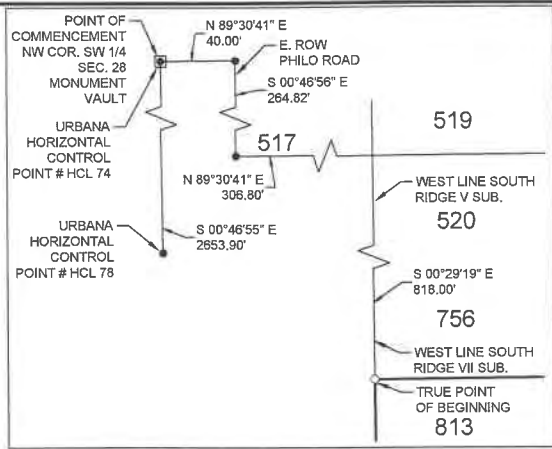 POINT OF
COMMENCEMENT
NW COR. SW 1/4
SEC. 28
MONUMENT
VAULT
N 89°30'41" E
40.00'
E. ROW
PHILO ROAD
S 00°46'56" E
264.82'
URBANA
HORIZONTAL
CONTROL
POINT # HCL 74
517
519
N 89°30'41" E
306.80'
WEST LINE SOUTH
RIDGE V SUB.
520
URBANA
HORIZONTAL
CONTROL
POINT # HCL 78
S 00°46'55" E
2653.90'
S 00°29'19" E
818.00'
756
WEST LINE SOUTH
RIDGE VII SUB.
TRUE POINT
OF BEGINNING
813